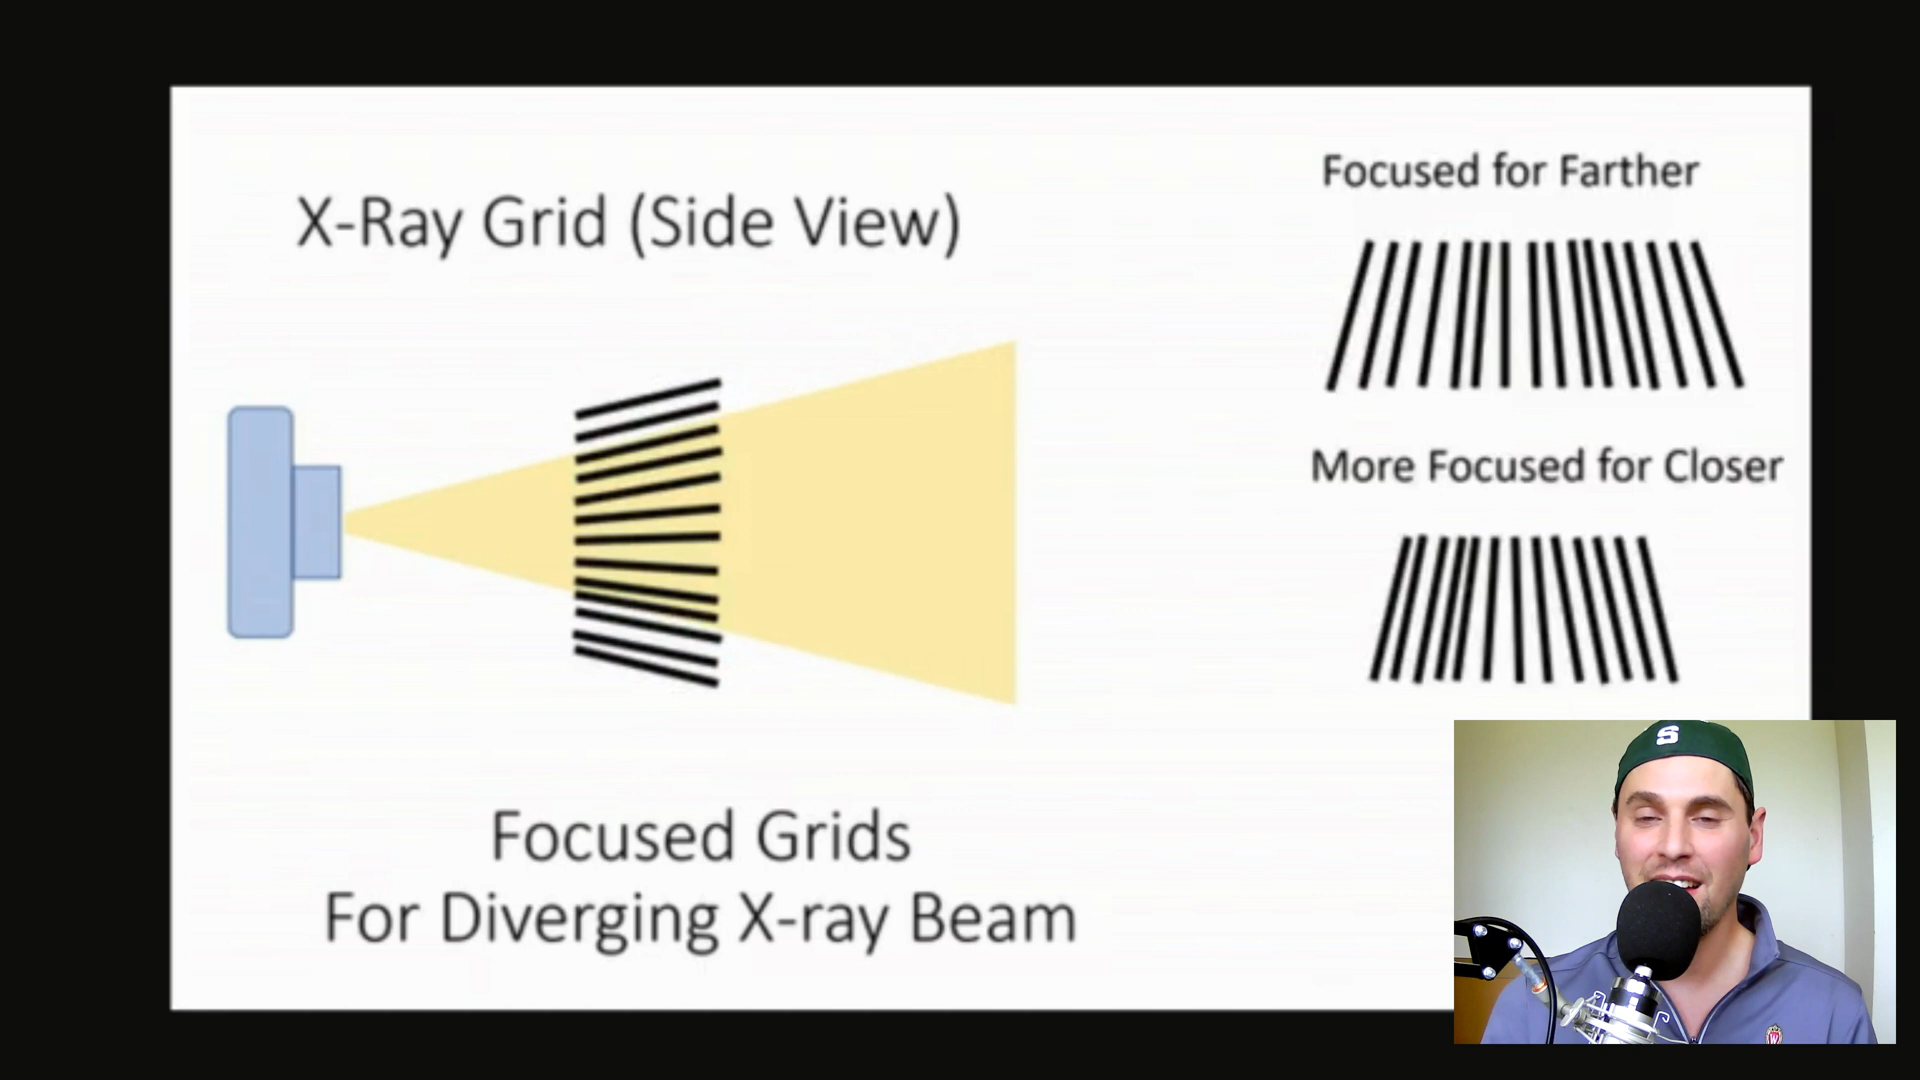 X-Ray Grid (Side View)
Focused for Farther
More Focused for Closer
Focused Grids
For Diverging X-ray Beam
S
W